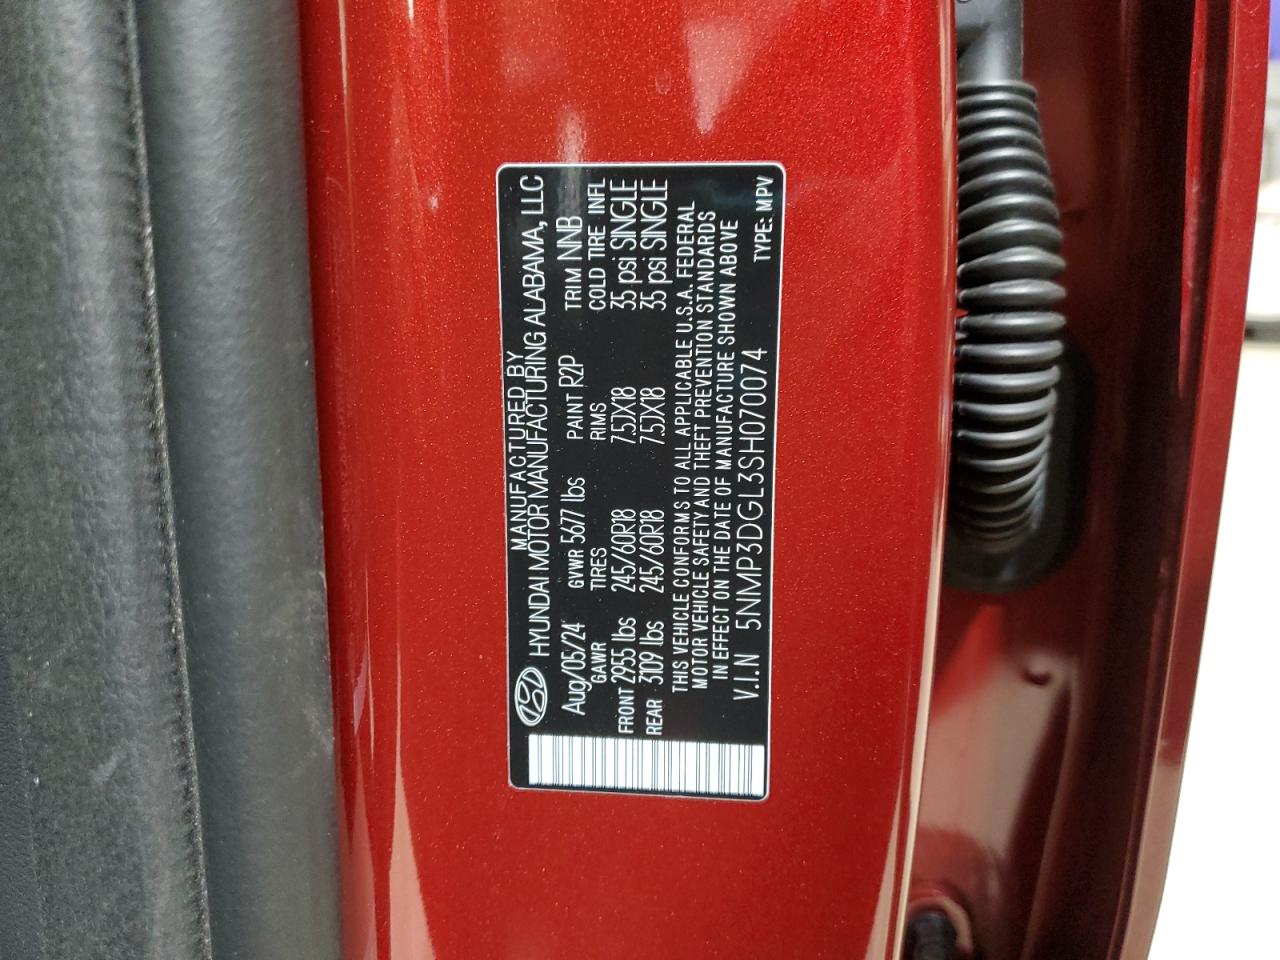 MANUFACTURED BY
HYUNDAI MOTOR MANUFACTURING ALABAMA, LLC
Aug/05/24 GVWR 5677 lbs PAINT R2P TRIM NNB
GAWR TIRES RIMS COLD TIRE INFL
FRONT 2955 lbs 245/60R18 7.5JX18 35 psi SINGLE
REAR 3109 lbs 245/60R18 7.5JX18 35 psi SINGLE
THIS VEHICLE CONFORMS TO ALL APPLICABLE U.S.A. FEDERAL
MOTOR VEHICLE SAFETY AND THEFT PREVENTION STANDARDS
IN EFFECT ON THE DATE OF MANUFACTURE SHOWN ABOVE
V.I.N 5NMP3DGL3SH070074 TYPE: MPV